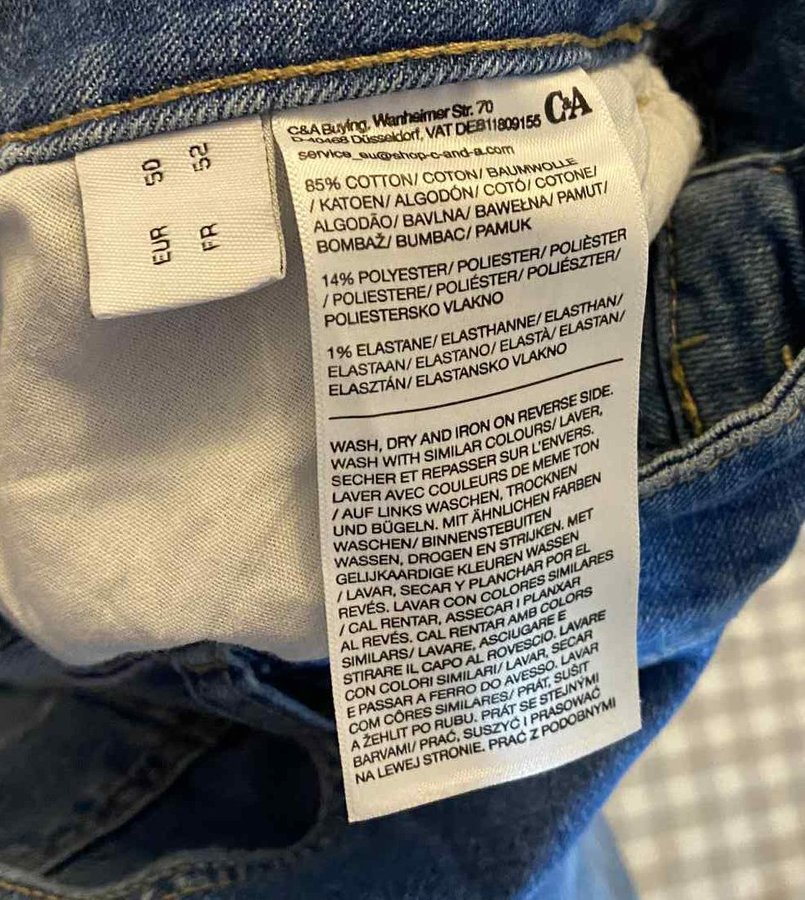 EUR 50
FR 52
C&A Buying, Wanheimer Str. 70
D-40468 Düsseldorf, VAT DE811809155
C&A
service_eu@shop-c-and-a.com
85% COTTON/ COTON/ BAUMWOLLE
/ KATOEN/ ALGODÓN/ COTÓ/ COTONE/
ALGODÃO/ BAVLNA/ BAWEŁNA/ PAMUT/
BOMBAŽ/ BUMBAC/ PAMUK
14% POLYESTER/ POLIESTER/ POLIÈSTER
/ POLIESTERE/ POLIÉSTER/ POLIÉSZTER/
POLIESTERSKO VLAKNO
1% ELASTANE/ ELASTHANNE/ ELASTHAN/
ELASTAAN/ ELASTANO/ ELASTÀ/ ELASTAN/
ELASZTÁN/ ELASTANSKO VLAKNO
WASH, DRY AND IRON ON REVERSE SIDE.
WASH WITH SIMILAR COLOURS/ LAVER,
SECHER ET REPASSER SUR L'ENVERS.
LAVER AVEC COULEURS DE MEME TON
/ AUF LINKS WASCHEN, TROCKNEN
UND BÜGELN. MIT ÄHNLICHEN FARBEN
WASCHEN/ BINNENSTEBUITEN
WASSEN, DROGEN EN STRIJKEN. MET
GELIJKAARDIGE KLEUREN WASSEN
/ LAVAR, SECAR Y PLANCHAR POR EL
REVÉS. LAVAR CON COLORES SIMILARES
/ CAL RENTAR, ASSECAR I PLANXAR
AL REVÉS. CAL RENTAR AMB COLORS
SIMILARS/ LAVARE, ASCIUGARE E
STIRARE IL CAPO AL ROVESCIO. LAVARE
CON COLORI SIMILARI/ LAVAR, SECAR
E PASSAR A FERRO DO AVESSO. LAVAR
COM CÔRES SIMILARES/ PRÁT, SUŠIT
A ŽEHLIT PO RUBU. PRÁT SE STEJNÝMI
BARVAMI/ PRAĆ, SUSZYĆ I PRASOWAĆ
NA LEWEJ STRONIE. PRAĆ Z PODOBNYMI